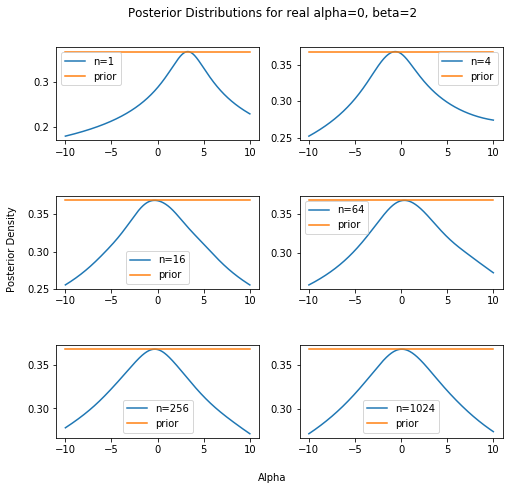 Posterior Distributions for real alpha=0, beta=2
n=1
prior
0.3
0.2
−10 −5 0 5 10
n=4
prior
0.35
0.30
0.25
−10 −5 0 5 10
Posterior Density
n=16
prior
0.35
0.30
0.25
−10 −5 0 5 10
n=64
prior
0.35
0.30
−10 −5 0 5 10
n=256
prior
0.35
0.30
−10 −5 0 5 10
n=1024
prior
0.35
0.30
−10 −5 0 5 10
Alpha